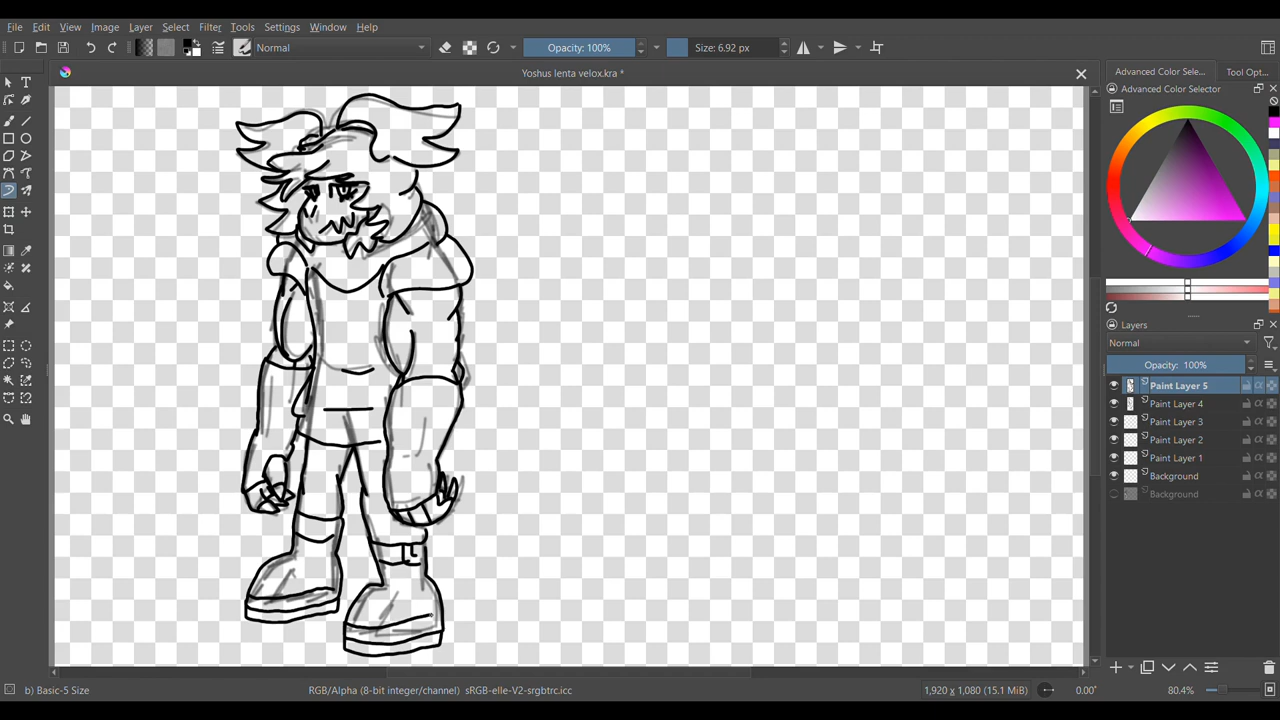 File Edit View Image Layer Select Filter Tools Settings Window Help
Normal Opacity: 100% Size: 6.92 px
Yoshus lenta velox.kra *
Advanced Color Sele... Tool Opt...
Advanced Color Selector
Layers
Normal
Opacity: 100%
Paint Layer 5
Paint Layer 4
Paint Layer 3
Paint Layer 2
Paint Layer 1
Background
Background
b) Basic-5 Size RGB/Alpha (8-bit integer/channel) sRGB-elle-V2-srgbtrc.icc 1,920 x 1,080 (15.1 MiB) 0.00° 80.4%